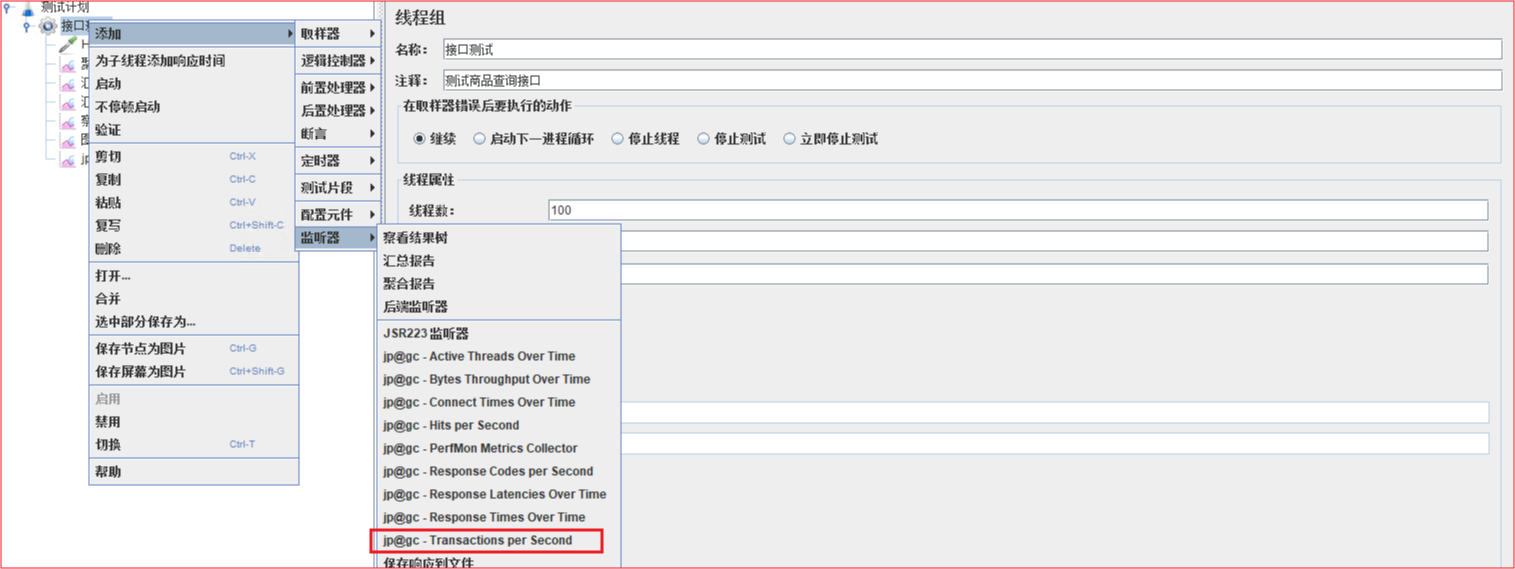 测试计划
接口
H
聚
汇
汇
察
图
jp
添加
为子线程添加响应时间
启动
不停顿启动
验证
剪切 Ctrl-X
复制 Ctrl-C
粘贴 Ctrl-V
复写 Ctrl+Shift-C
删除 Delete
打开...
合并
选中部分保存为...
保存节点为图片 Ctrl-G
保存屏幕为图片 Ctrl+Shift-G
启用
禁用
切换 Ctrl-T
帮助
取样器
逻辑控制器
前置处理器
后置处理器
断言
定时器
测试片段
配置元件
监听器
察看结果树
汇总报告
聚合报告
后端监听器
JSR223 监听器
jp@gc - Active Threads Over Time
jp@gc - Bytes Throughput Over Time
jp@gc - Connect Times Over Time
jp@gc - Hits per Second
jp@gc - PerfMon Metrics Collector
jp@gc - Response Codes per Second
jp@gc - Response Latencies Over Time
jp@gc - Response Times Over Time
jp@gc - Transactions per Second
保存响应到文件
线程组
名称： 接口测试
注释： 测试商品查询接口
在取样器错误后要执行的动作
继续 启动下一进程循环 停止线程 停止测试 立即停止测试
线程属性
线程数： 100